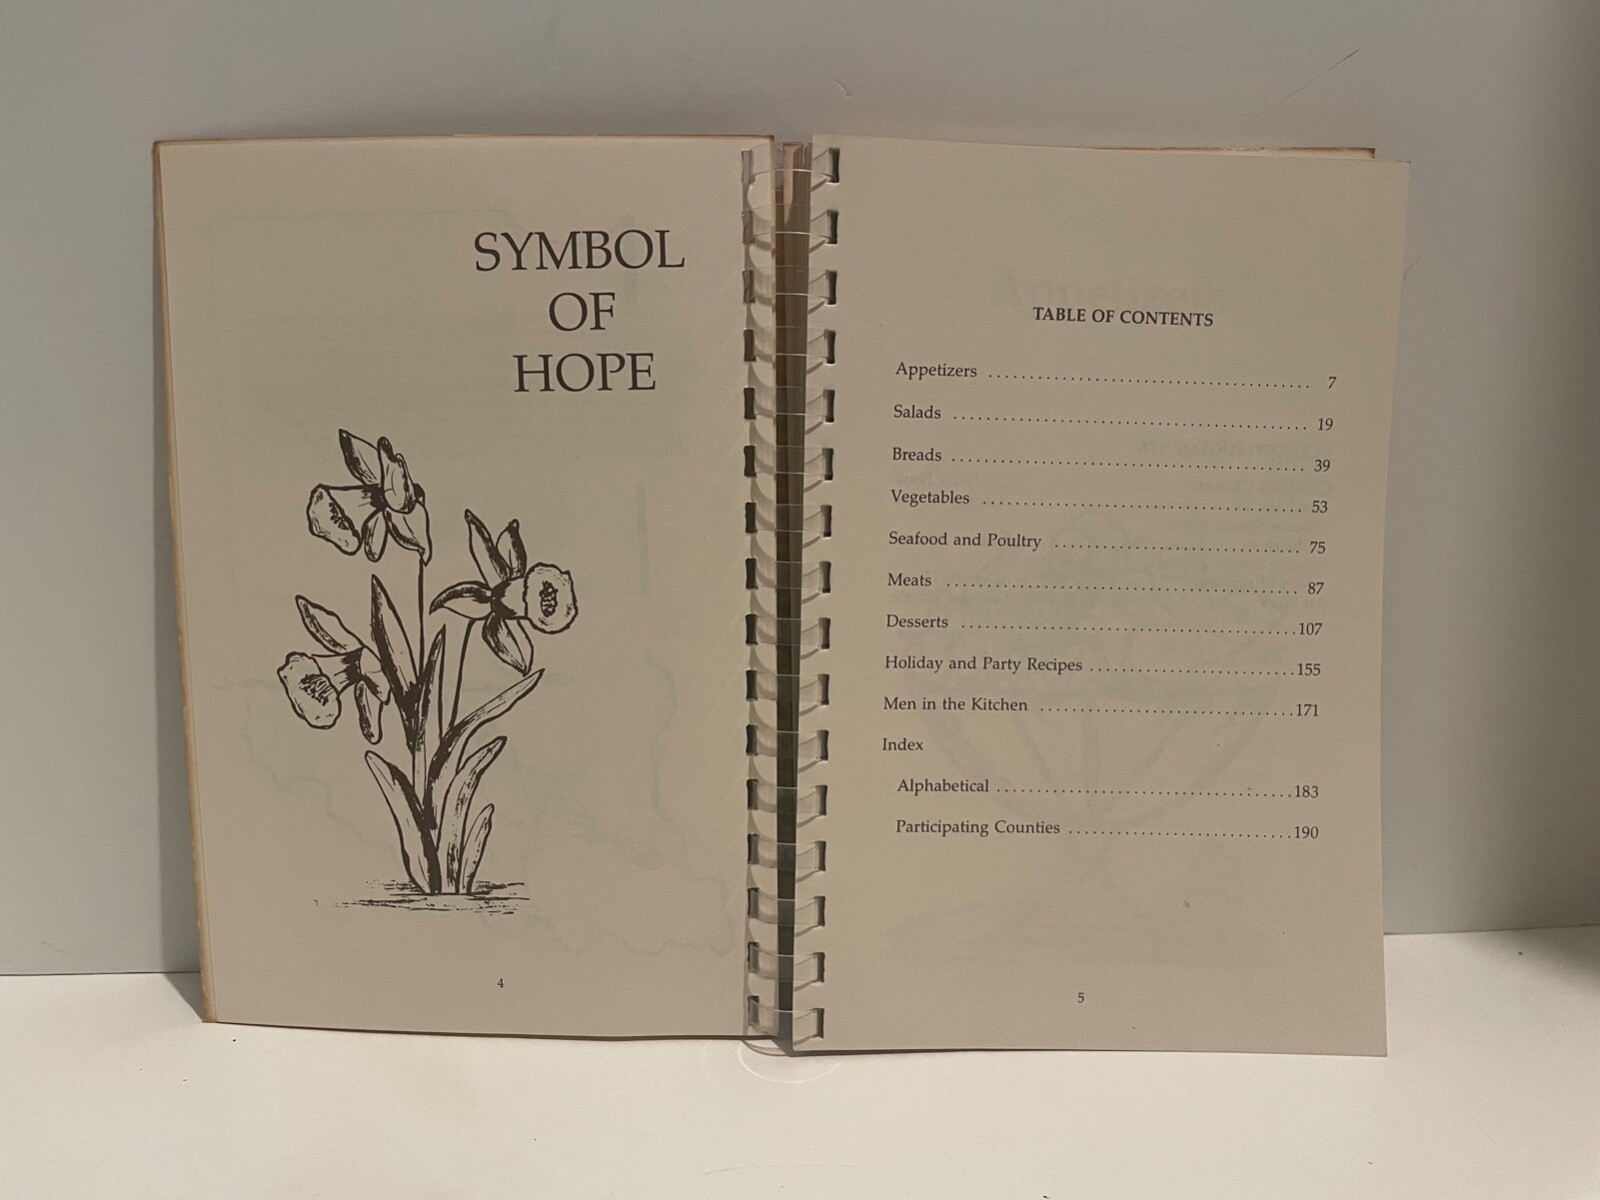 SYMBOL
OF
HOPE
4
TABLE OF CONTENTS
Appetizers ........................................ 7
Salads ............................................ 19
Breads ............................................ 39
Vegetables ........................................ 53
Seafood and Poultry ............................... 75
Meats ............................................. 87
Desserts ..........................................107
Holiday and Party Recipes .........................155
Men in the Kitchen ................................171
Index
Alphabetical .....................................183
Participating Counties ............................190
5